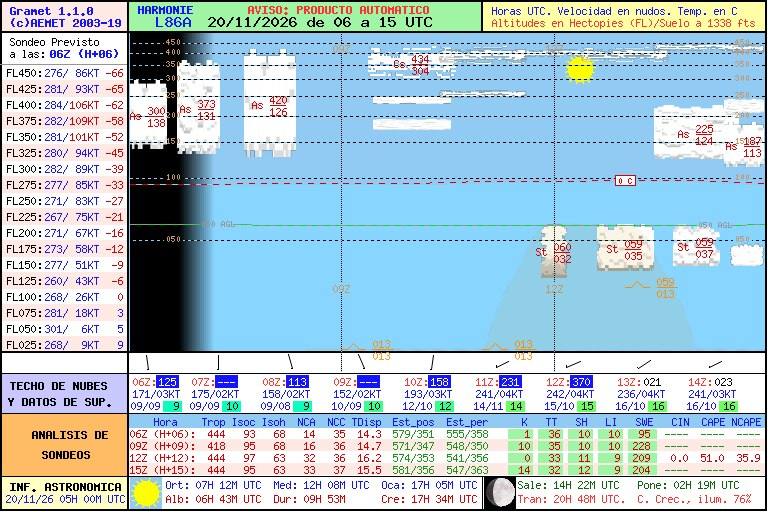 Gramet 1.1.0
(c)AEMET 2003-19
HARMONIE
L86A
AVISO: PRODUCTO AUTOMATICO
20/11/2026 de 06 a 15 UTC
Horas UTC. Velocidad en nudos. Temp. en C
Altitudes en Hectopies (FL)/Suelo a 1338 fts
Sondeo Previsto
a las: 06Z (H+06)
FL450:276/ 86KT -66
FL425:281/ 93KT -65
FL400:284/106KT -62
FL375:282/109KT -58
FL350:281/101KT -52
FL325:280/ 94KT -45
FL300:282/ 89KT -39
FL275:277/ 85KT -33
FL250:271/ 83KT -27
FL225:267/ 67KT -21
FL200:271/ 67KT -16
FL175:273/ 58KT -12
FL150:277/ 51KT -9
FL125:260/ 43KT -6
FL100:268/ 26KT 0
FL075:281/ 18KT 3
FL050:301/ 6KT 5
FL025:268/ 9KT 9
450
400
350
300
250
200
150
100
050
As 300
138
As 373
131
As 420
126
Cs 434
304
As 225
124
As 187
113
0 C
050 AGL
050 AGL
St 060
032
St 059
035
St 059
037
059
013
09Z
12Z
013
013
013
013
TECHO DE NUBES
Y DATOS DE SUP.
06Z:125 07Z:--- 08Z:113 09Z:--- 10Z:158 11Z:231 12Z:370 13Z:021 14Z:023
171/03KT 175/02KT 158/02KT 152/02KT 193/03KT 241/04KT 242/04KT 236/04KT 241/03KT
09/09 9 09/09 10 09/08 9 10/09 10 12/10 12 14/11 14 15/10 15 16/10 16 16/10 16
ANALISIS DE
SONDEOS
Hora Trop Isoc Isoh NCA NCC TDisp Est_pos Est_per K TT SH LI SWE CIN CAPE NCAPE
06Z (H+06): 444 93 68 14 35 14.3 579/351 555/358 1 36 10 10 95 ---- ---- ----
09Z (H+09): 418 95 68 16 36 14.7 571/347 548/350 10 35 10 10 228 ---- ---- ----
12Z (H+12): 444 97 63 32 36 16.2 574/353 541/360 0 33 11 9 209 0.0 51.0 35.9
15Z (H+15): 444 95 63 33 37 15.5 581/356 547/363 14 32 12 9 204 ---- ---- ----
INF. ASTRONOMICA
20/11/26 05H 00M UTC
Ort: 07H 12M UTC Med: 12H 08M UTC Oca: 17H 05M UTC
Alb: 06H 43M UTC Dur: 09H 53M Cre: 17H 34M UTC
Sale: 14H 22M UTC Pone: 02H 19M UTC
Tran: 20H 48M UTC. C. Crec., ilum. 76%